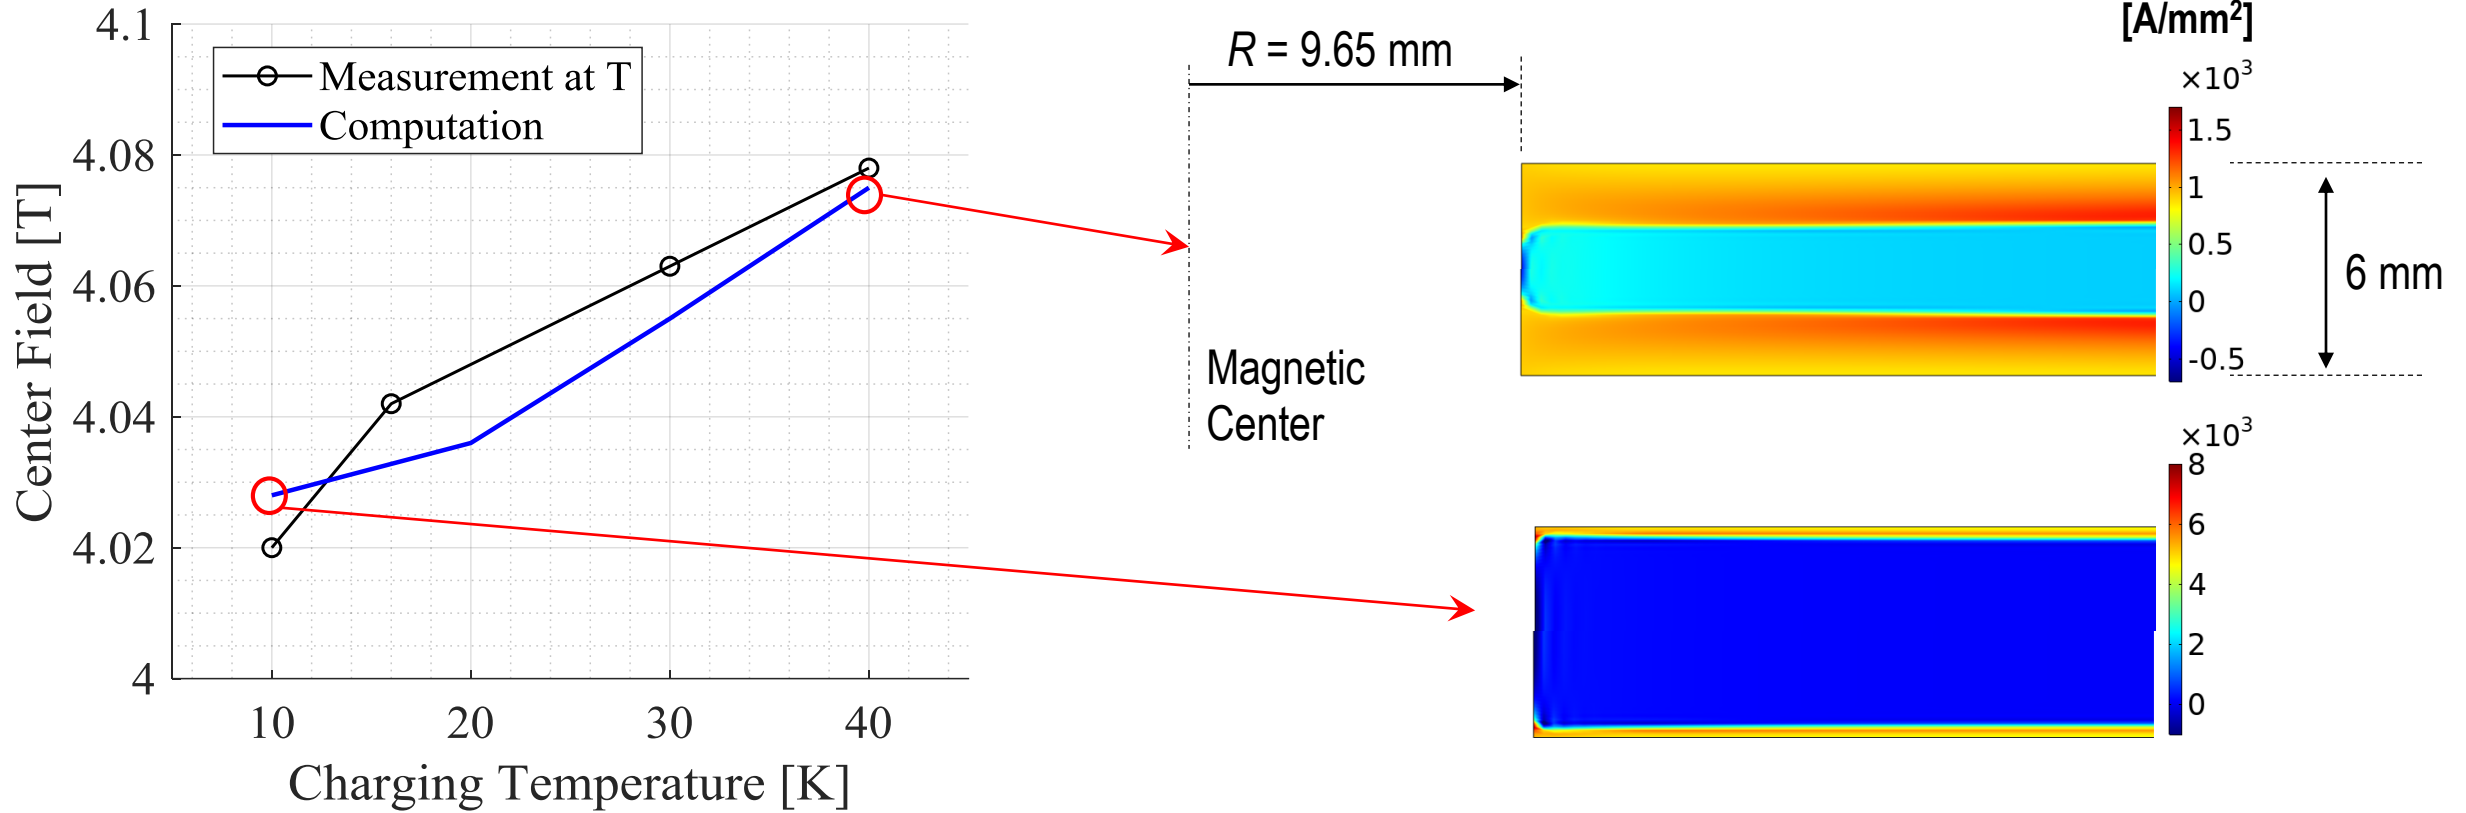 4.1
4.08
4.06
4.04
4.02
4
Center Field [T]
Measurement at T
Computation
10 20 30 40
Charging Temperature [K]
R = 9.65 mm
Magnetic
Center
[A/mm²]
×10³
1.5
1
0.5
0
-0.5
6 mm
×10³
8
6
4
2
0